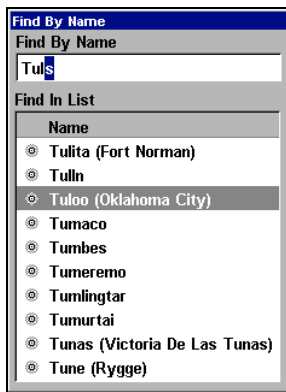 Find By Name
Find By Name
Tuls
Find In List
Name
Tulita (Fort Norman)
Tulln
Tuloo (Oklahoma City)
Tumaco
Tumbes
Tumeremo
Tumlingtar
Tumurtai
Tunas (Victoria De Las Tunas)
Tune (Rygge)